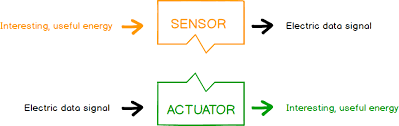 Interesting, useful energy SENSOR Electric data signal
Electric data signal ACTUATOR Interesting, useful energy